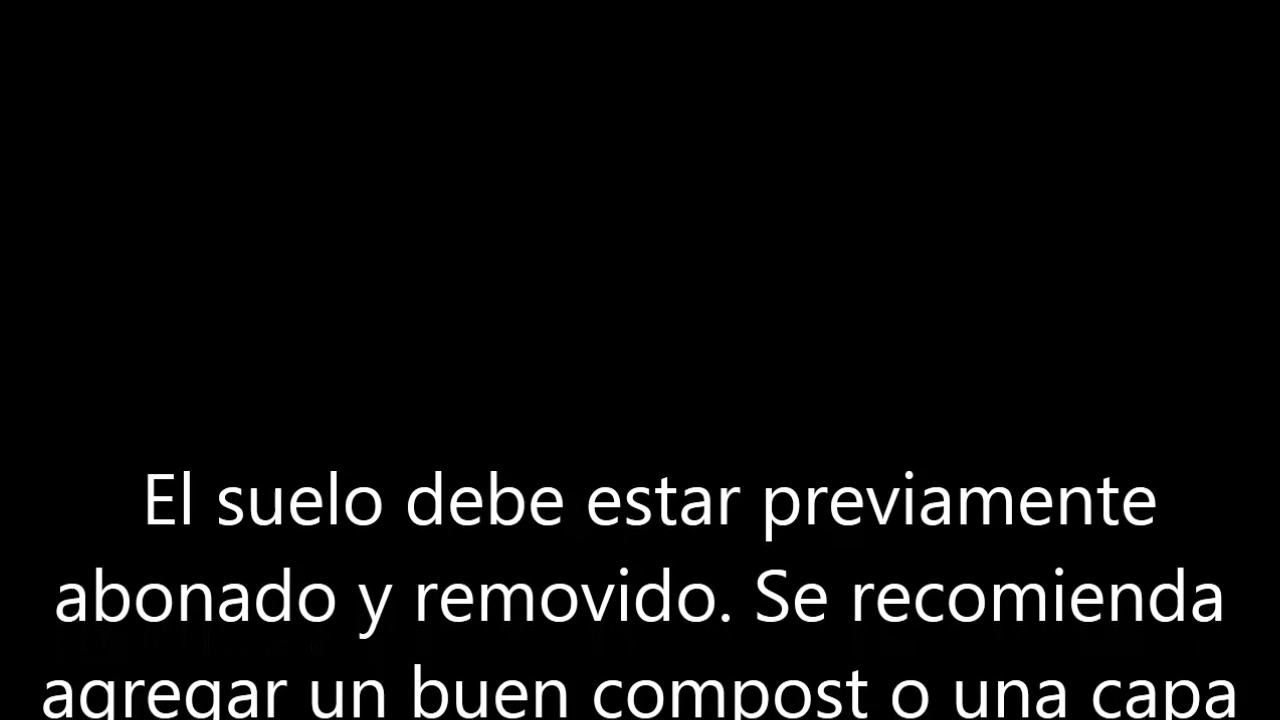 El suelo debe estar previamente
abonado y removido. Se recomienda
agregar un buen compost o una capa